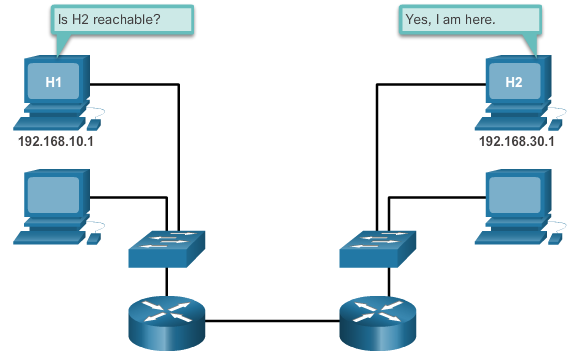 Is H2 reachable?
Yes, I am here.
H1
H2
192.168.10.1
192.168.30.1